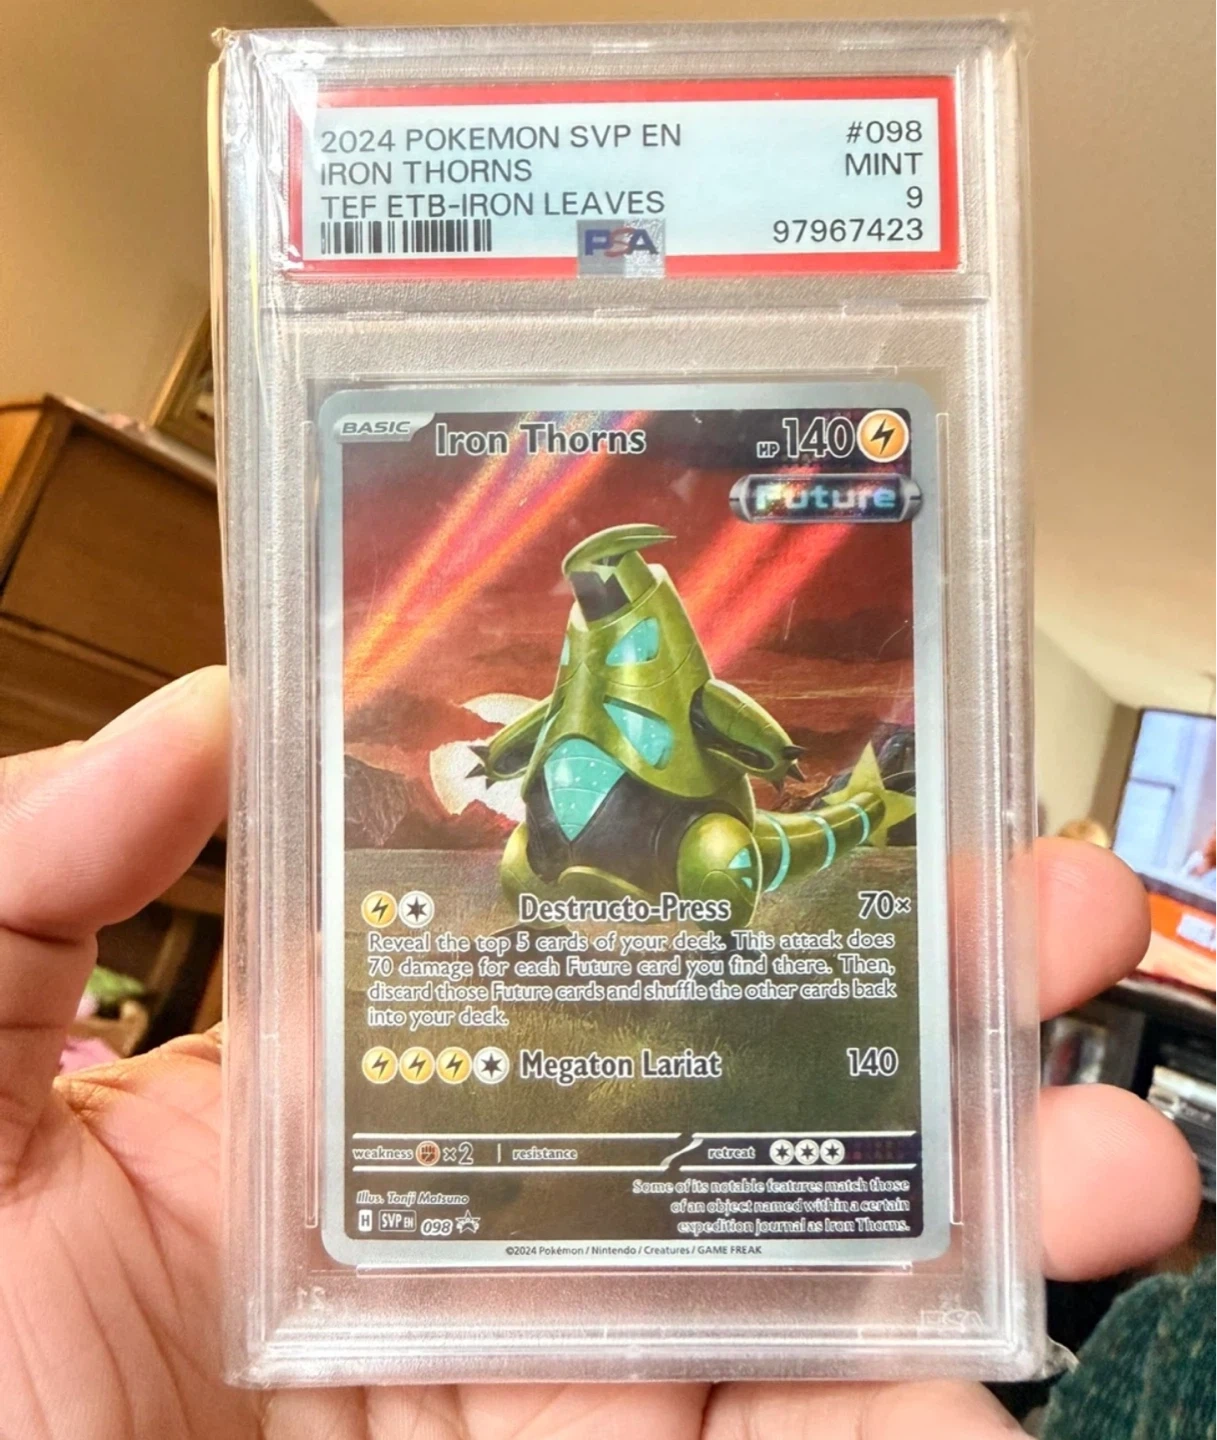 2024 POKEMON SVP EN #098
IRON THORNS MINT
TEF ETB-IRON LEAVES 9
PSA 97967423
BASIC Iron Thorns HP 140
Future
Destructo-Press 70×
Reveal the top 5 cards of your deck. This attack does
70 damage for each Future card you find there. Then,
discard those Future cards and shuffle the other cards back
into your deck.
Megaton Lariat 140
weakness ×2 resistance retreat
Some of its notable features match those
of an object named within a certain
expedition journal as Iron Thorns.
Illus. Tonji Matsuno
H SVP EN 098
©2024 Pokémon / Nintendo / Creatures / GAME FREAK
PSA